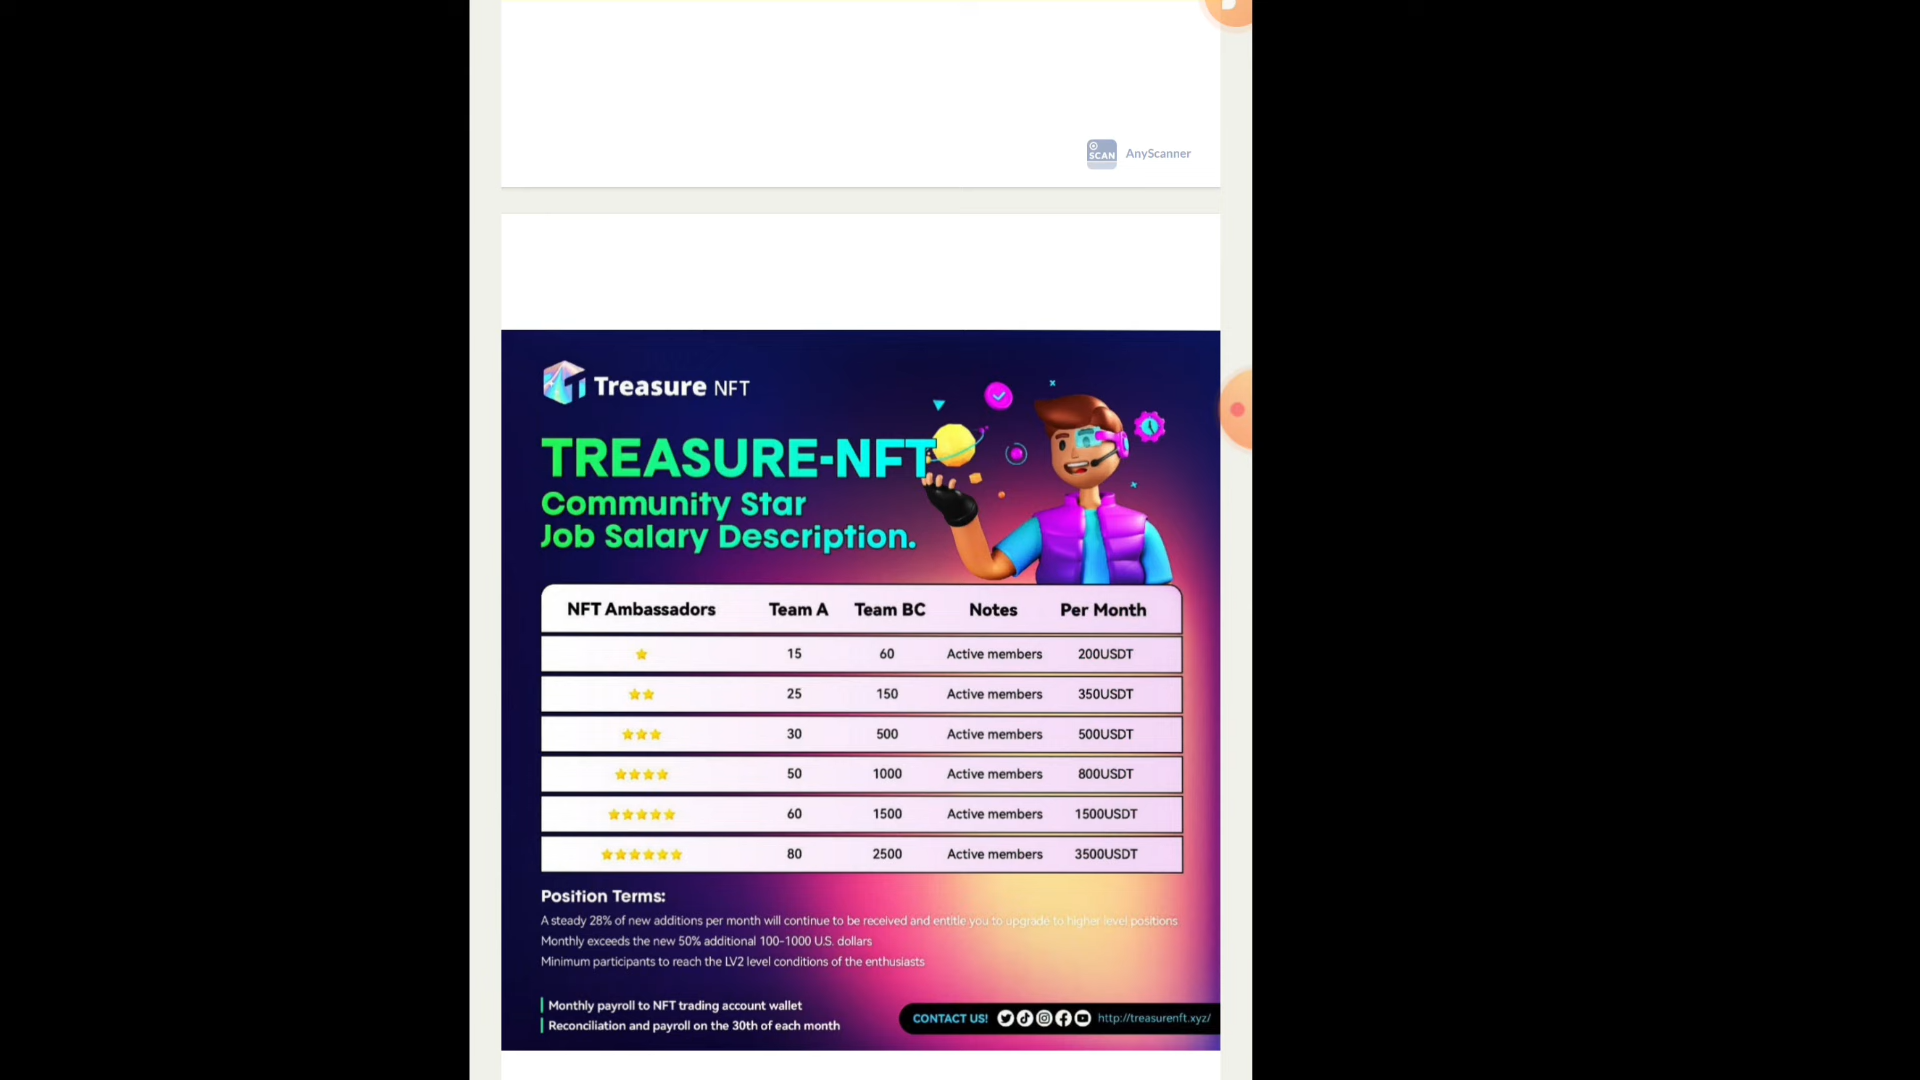 SCAN AnyScanner
Treasure NFT
TREASURE-NFT
Community Star
Job Salary Description.
NFT Ambassadors Team A Team BC Notes Per Month
15 60 Active members 200USDT
25 150 Active members 350USDT
30 500 Active members 500USDT
50 1000 Active members 800USDT
60 1500 Active members 1500USDT
80 2500 Active members 3500USDT
Position Terms:
A steady 28% of new additions per month will continue to be received and entitle you to upgrade to higher level positions
Monthly exceeds the new 50% additional 100-1000 U.S. dollars
Minimum participants to reach the LV2 level conditions of the enthusiasts
Monthly payroll to NFT trading account wallet
Reconciliation and payroll on the 30th of each month
CONTACT US! http://treasurenft.xyz/